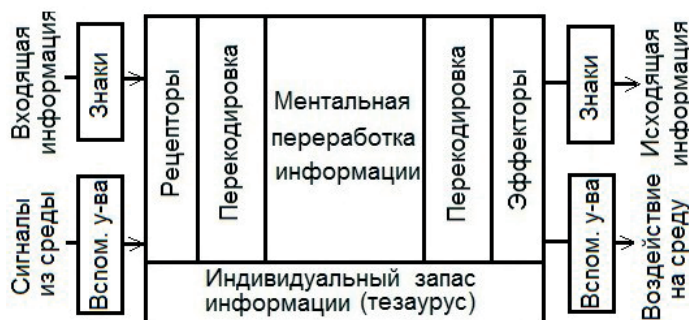 Входящая
информация
Знаки
Сигналы
из среды
Вспом. у-ва
Рецепторы
Перекодировка
Ментальная
переработка
информации
Перекодировка
Эффекторы
Индивидуальный запас
информации (тезаурус)
Знаки
Исходящая
информация
Вспом. у-ва
Воздействие
на среду